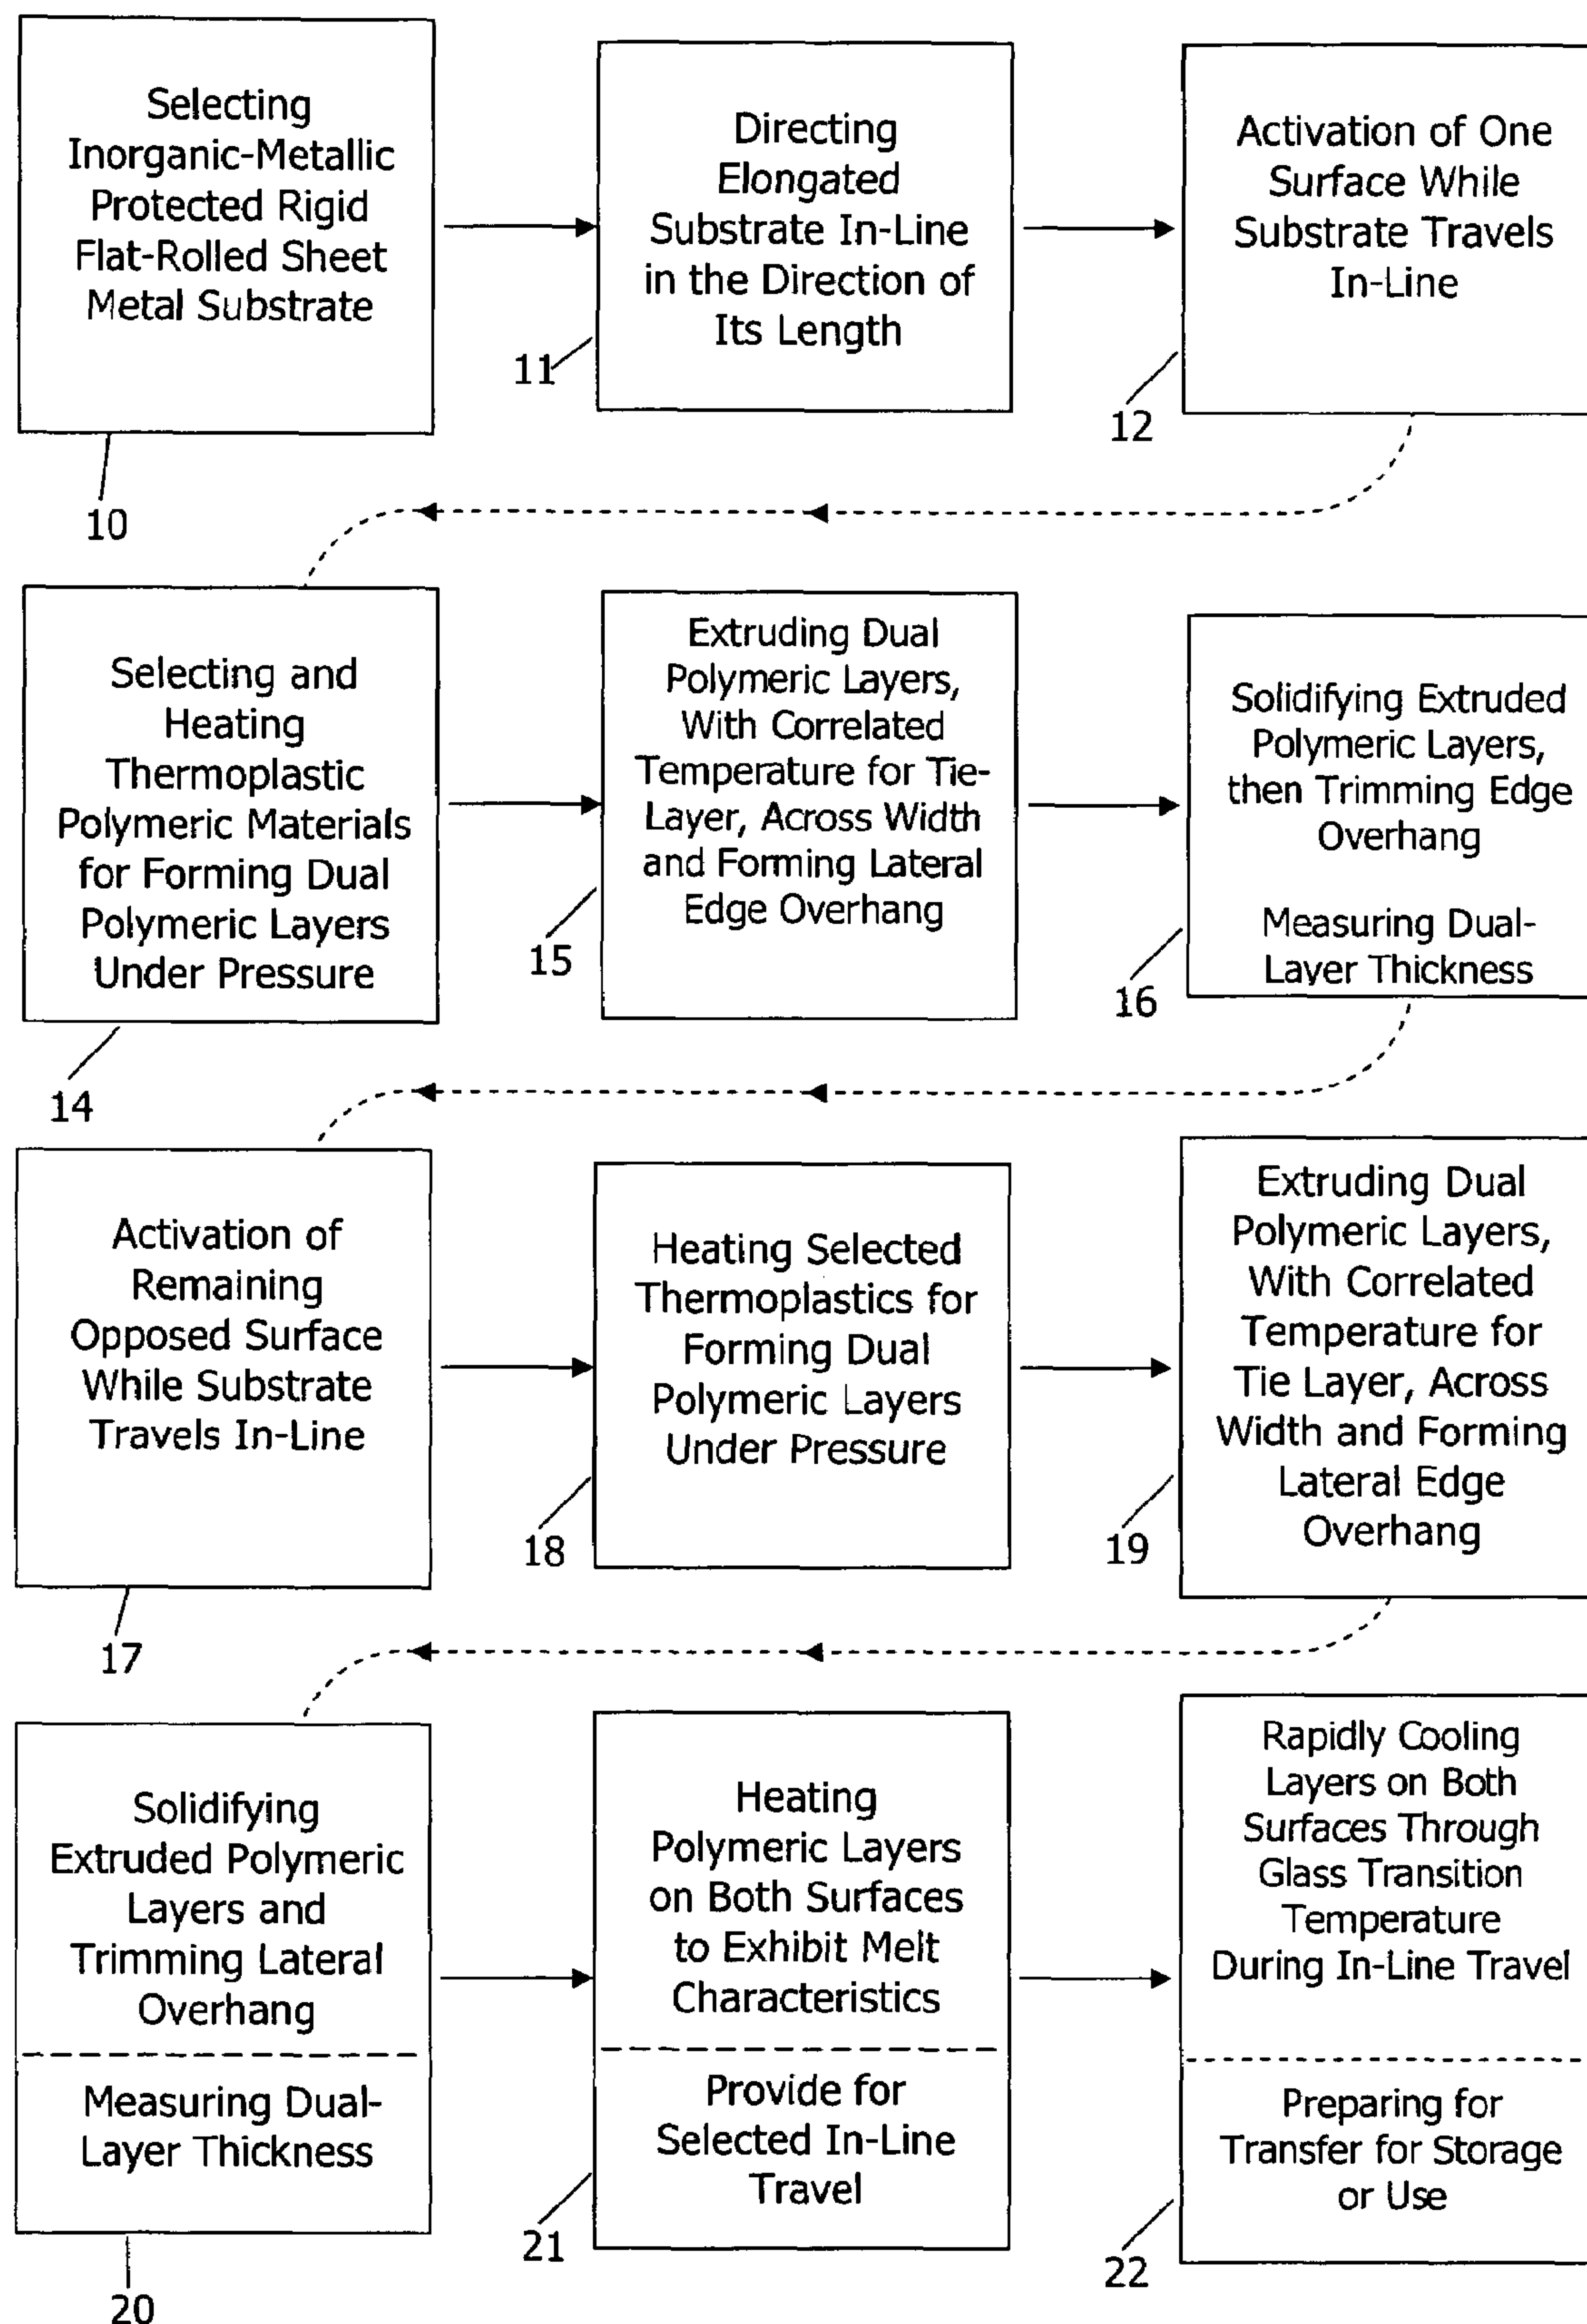 Selecting
Inorganic-Metallic
Protected Rigid
Flat-Rolled Sheet
Metal Substrate
10
Directing
Elongated
Substrate In-Line
in the Direction of
Its Length
11
Activation of One
Surface While
Substrate Travels
In-Line
12
Selecting and
Heating
Thermoplastic
Polymeric Materials
for Forming Dual
Polymeric Layers
Under Pressure
14
Extruding Dual
Polymeric Layers,
With Correlated
Temperature for Tie-
Layer, Across Width
and Forming Lateral
Edge Overhang
15
Solidifying Extruded
Polymeric Layers,
then Trimming Edge
Overhang
Measuring Dual-
Layer Thickness
16
Activation of
Remaining
Opposed Surface
While Substrate
Travels In-Line
17
Heating Selected
Thermoplastics for
Forming Dual
Polymeric Layers
Under Pressure
18
Extruding Dual
Polymeric Layers,
With Correlated
Temperature for
Tie Layer, Across
Width and Forming
Lateral Edge
Overhang
19
Solidifying
Extruded Polymeric
Layers and
Trimming Lateral
Overhang
Measuring Dual-
Layer Thickness
20
Heating
Polymeric Layers
on Both Surfaces
to Exhibit Melt
Characteristics
Provide for
Selected In-Line
Travel
21
Rapidly Cooling
Layers on Both
Surfaces Through
Glass Transition
Temperature
During In-Line Travel
Preparing for
Transfer for Storage
or Use
22